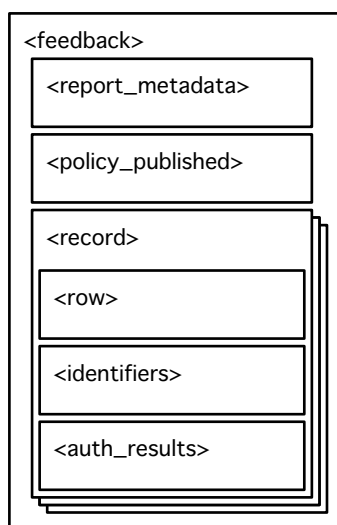 <feedback>
<report_metadata>
<policy_published>
<record>
<row>
<identifiers>
<auth_results>